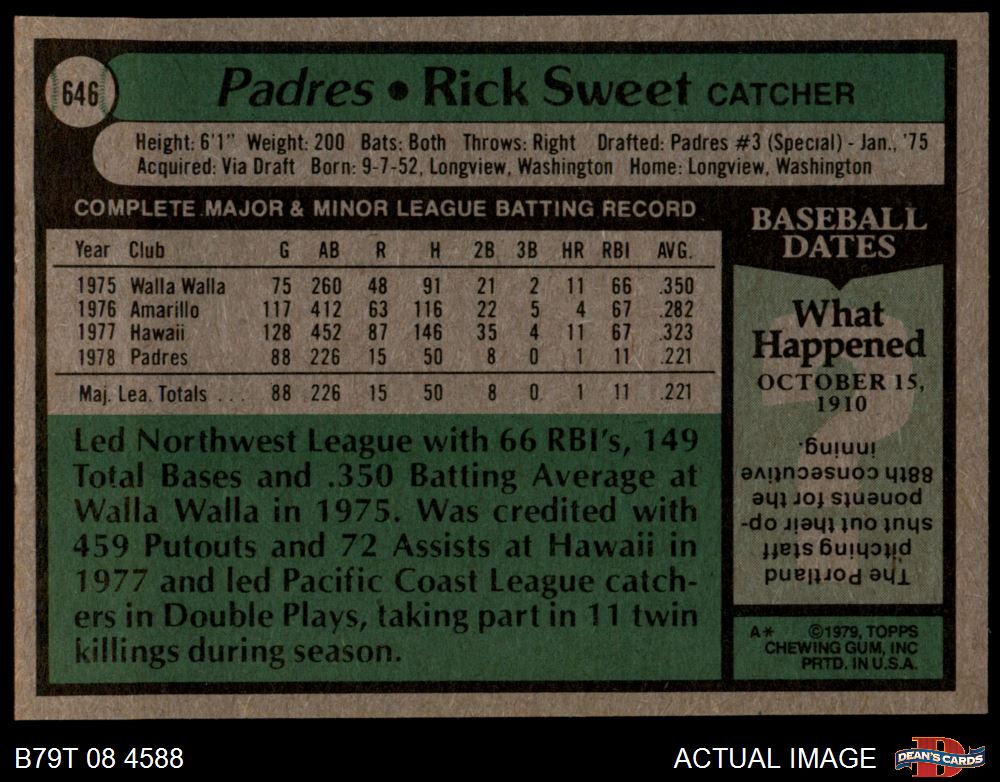 646
Padres • Rick Sweet CATCHER
Height: 6'1" Weight: 200 Bats: Both Throws: Right Drafted: Padres #3 (Special) - Jan., '75
Acquired: Via Draft Born: 9-7-52, Longview, Washington Home: Longview, Washington
COMPLETE MAJOR & MINOR LEAGUE BATTING RECORD
Year Club G AB R H 2B 3B HR RBI AVG.
1975 Walla Walla 75 260 48 91 21 2 11 66 .350
1976 Amarillo 117 412 63 116 22 5 4 67 .282
1977 Hawaii 128 452 87 146 35 4 11 67 .323
1978 Padres 88 226 15 50 8 0 1 11 .221
Maj. Lea. Totals ... 88 226 15 50 8 0 1 11 .221
Led Northwest League with 66 RBI's, 149
Total Bases and .350 Batting Average at
Walla Walla in 1975. Was credited with
459 Putouts and 72 Assists at Hawaii in
1977 and led Pacific Coast League catch-
ers in Double Plays, taking part in 11 twin
killings during season.
BASEBALL
DATES
What
Happened
OCTOBER 15,
1910
The Portland
pitching staff
shut out their op-
ponents for the
88th consecutive
inning.
A* ©1979, TOPPS
CHEWING GUM, INC
PRTD. IN U.S.A.
B79T 08 4588
ACTUAL IMAGE
D
DEAN'S CARDS